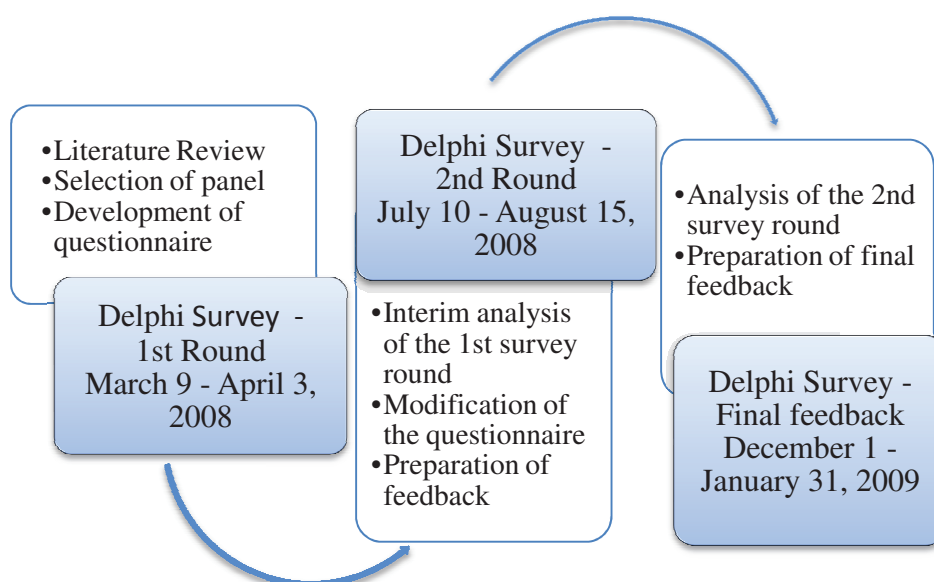 •Literature Review
•Selection of panel
•Development of
questionnaire
Delphi Survey -
1st Round
March 9 - April 3,
2008
Delphi Survey -
2nd Round
July 10 - August 15,
2008
•Interim analysis
of the 1st survey
round
•Modification of
the questionnaire
•Preparation of
feedback
•Analysis of the 2nd
survey round
•Preparation of final
feedback
Delphi Survey -
Final feedback
December 1 -
January 31, 2009